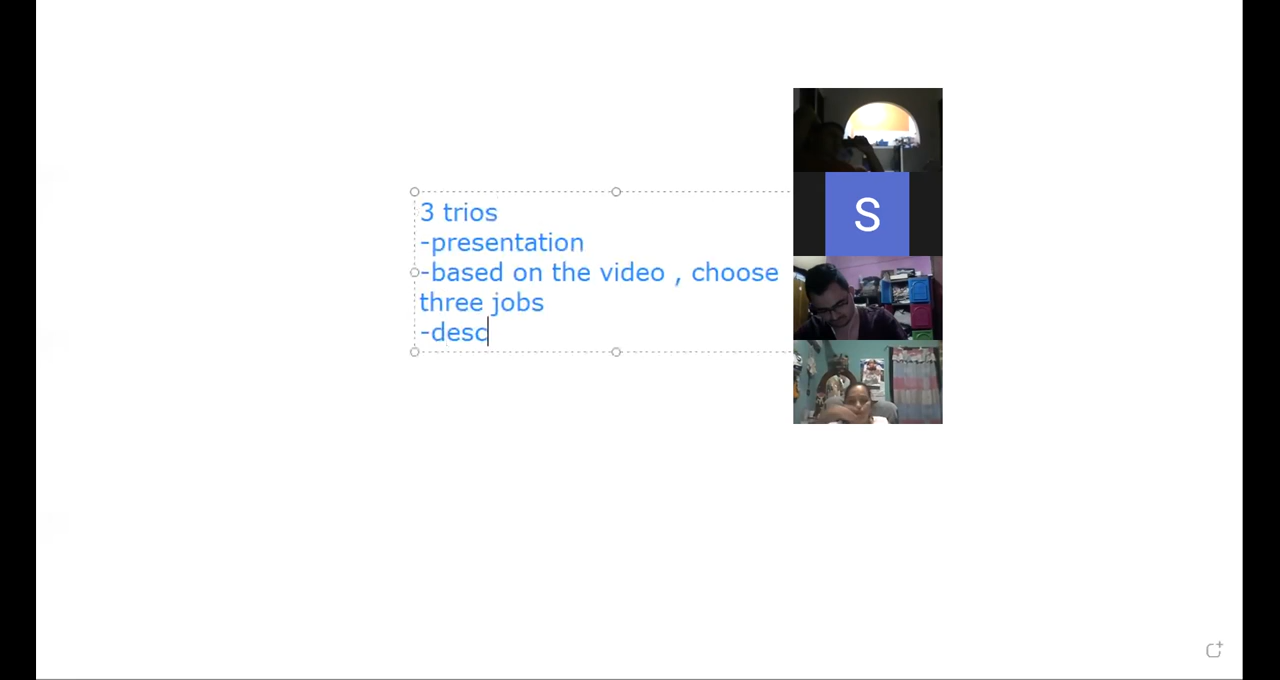 3 trios
-presentation
-based on the video , choose
three jobs
-desc
S